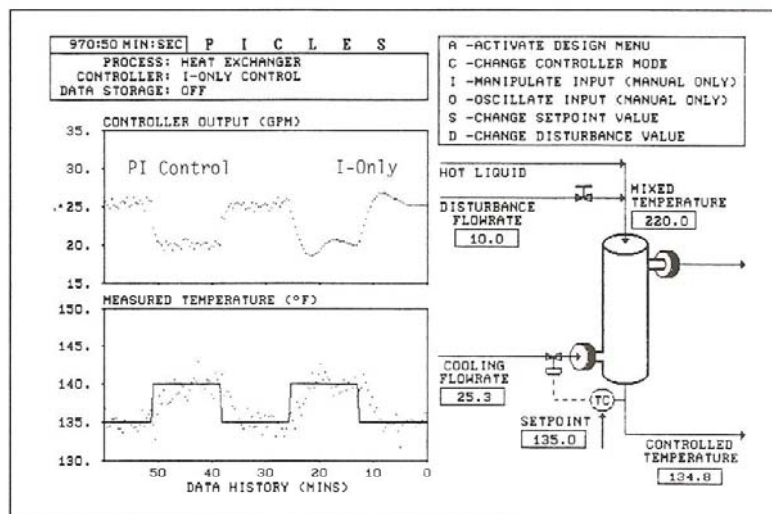 970:50 MIN:SEC P I C L E S
PROCESS: HEAT EXCHANGER
CONTROLLER: I-ONLY CONTROL
DATA STORAGE: OFF
A -ACTIVATE DESIGN MENU
C -CHANGE CONTROLLER MODE
I -MANIPULATE INPUT (MANUAL ONLY)
O -OSCILLATE INPUT (MANUAL ONLY)
S -CHANGE SETPOINT VALUE
D -CHANGE DISTURBANCE VALUE
CONTROLLER OUTPUT (GPM)
35.
30.
25.
20.
15.
PI Control
I-Only
MEASURED TEMPERATURE (°F)
150.
145.
140.
135.
130.
50 40 30 20 10 0
DATA HISTORY (MINS)
HOT LIQUID
DISTURBANCE
FLOWRATE
10.0
MIXED
TEMPERATURE
220.0
COOLING
FLOWRATE
25.3
TC
SETPOINT
135.0
CONTROLLED
TEMPERATURE
134.8